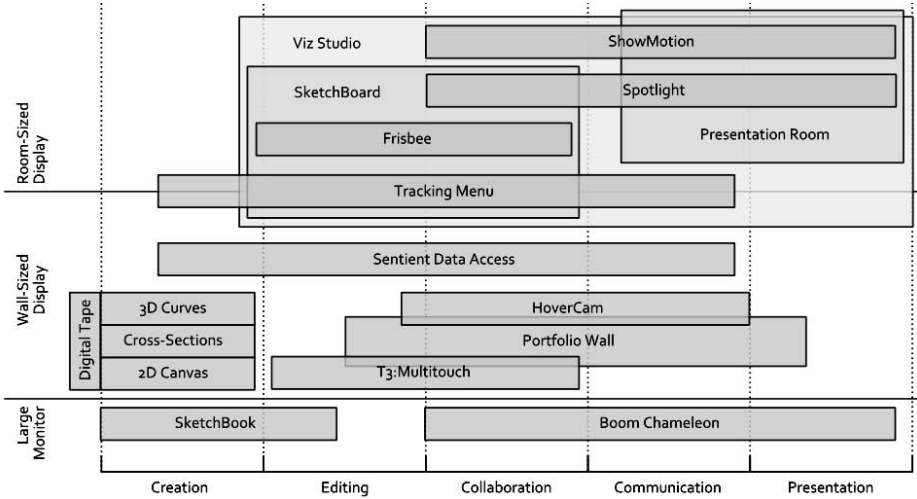 Viz Studio
ShowMotion
SketchBoard
Spotlight
Frisbee
Presentation Room
Room-Sized
Display
Tracking Menu
Sentient Data Access
Wall-Sized
Display
Digital Tape
3D Curves
HoverCam
Cross-Sections
Portfolio Wall
2D Canvas
T3:Multitouch
Large
Monitor
SketchBook
Boom Chameleon
Creation
Editing
Collaboration
Communication
Presentation